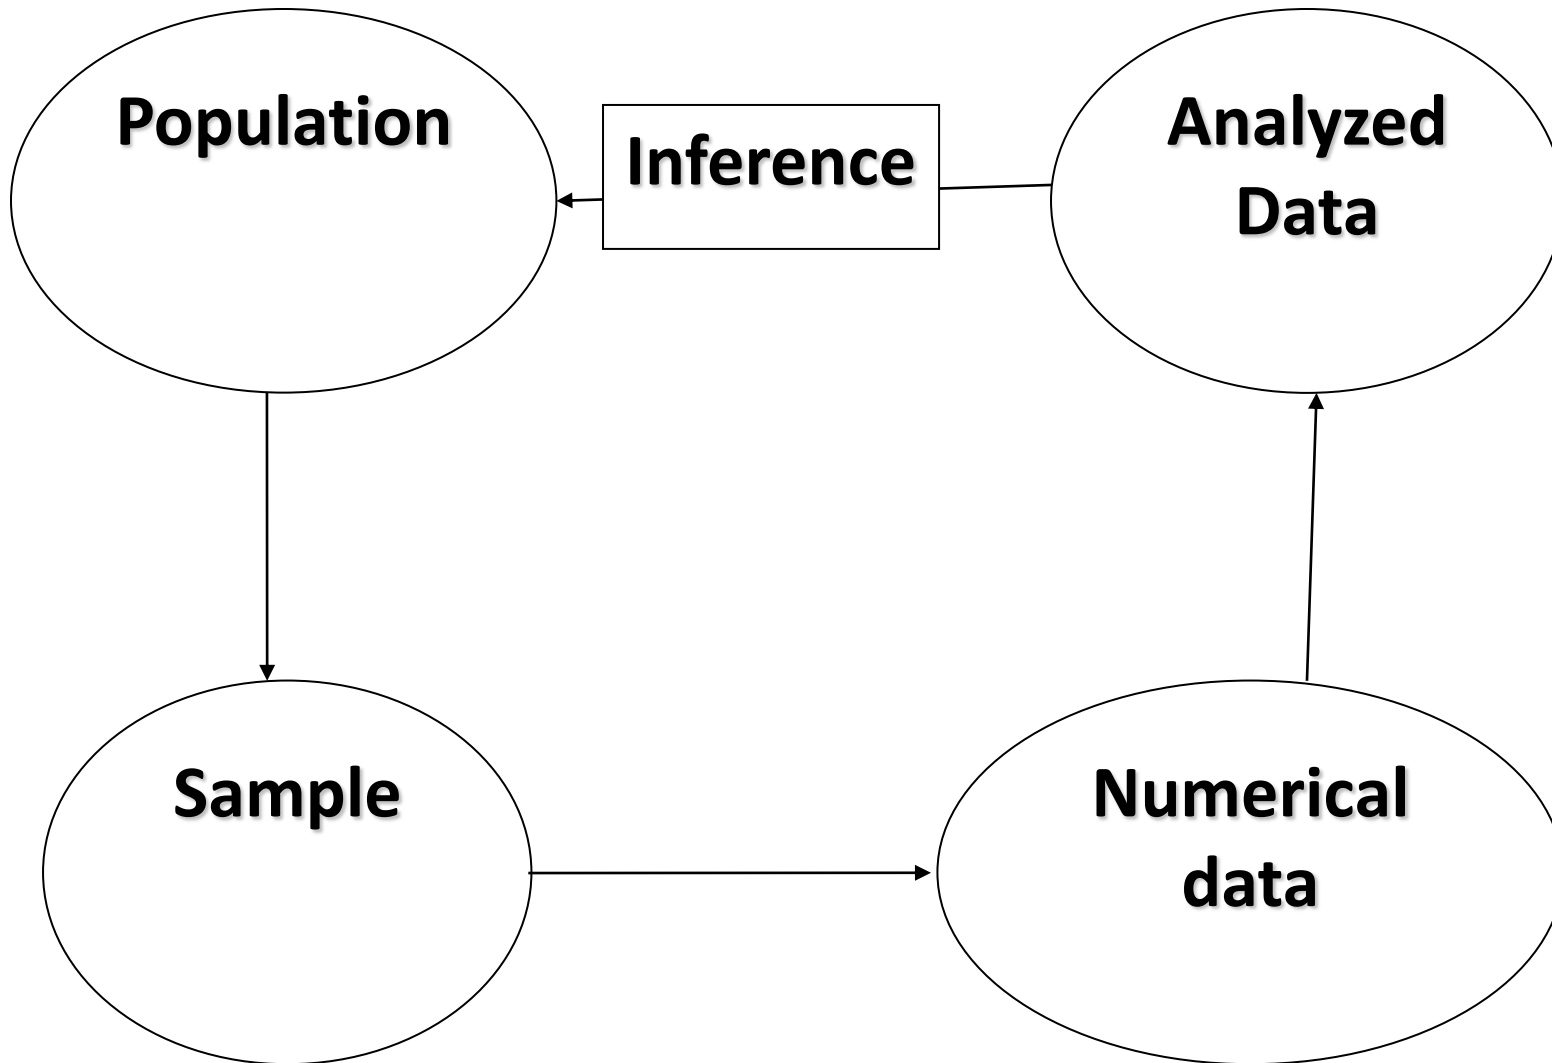 Population
Inference
Analyzed
Data
Sample
Numerical
data